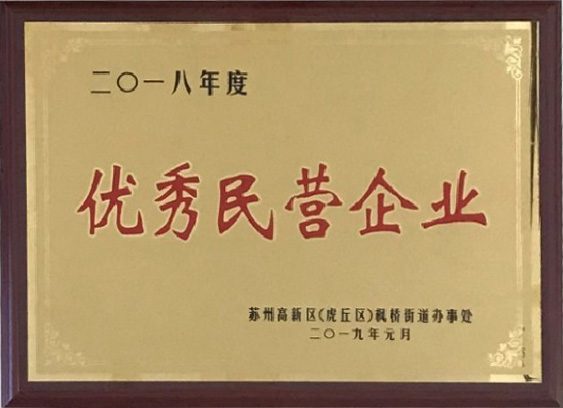 二〇一八年度
优秀民营企业
苏州高新区(虎丘区)枫桥街道办事处
二〇一九年元月